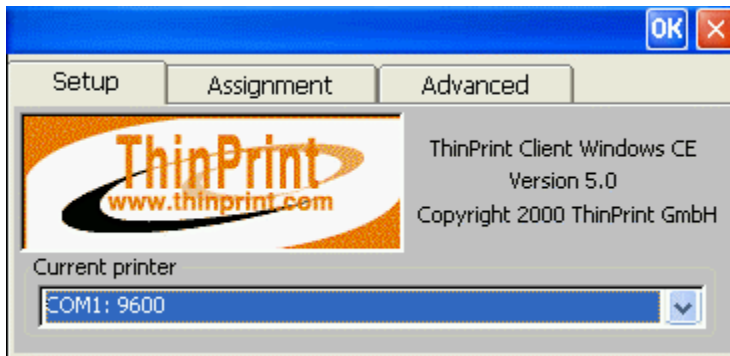 OK
Setup
Assignment
Advanced
ThinPrint
www.thinprint.com
ThinPrint Client Windows CE
Version 5.0
Copyright 2000 ThinPrint GmbH
Current printer
COM1: 9600